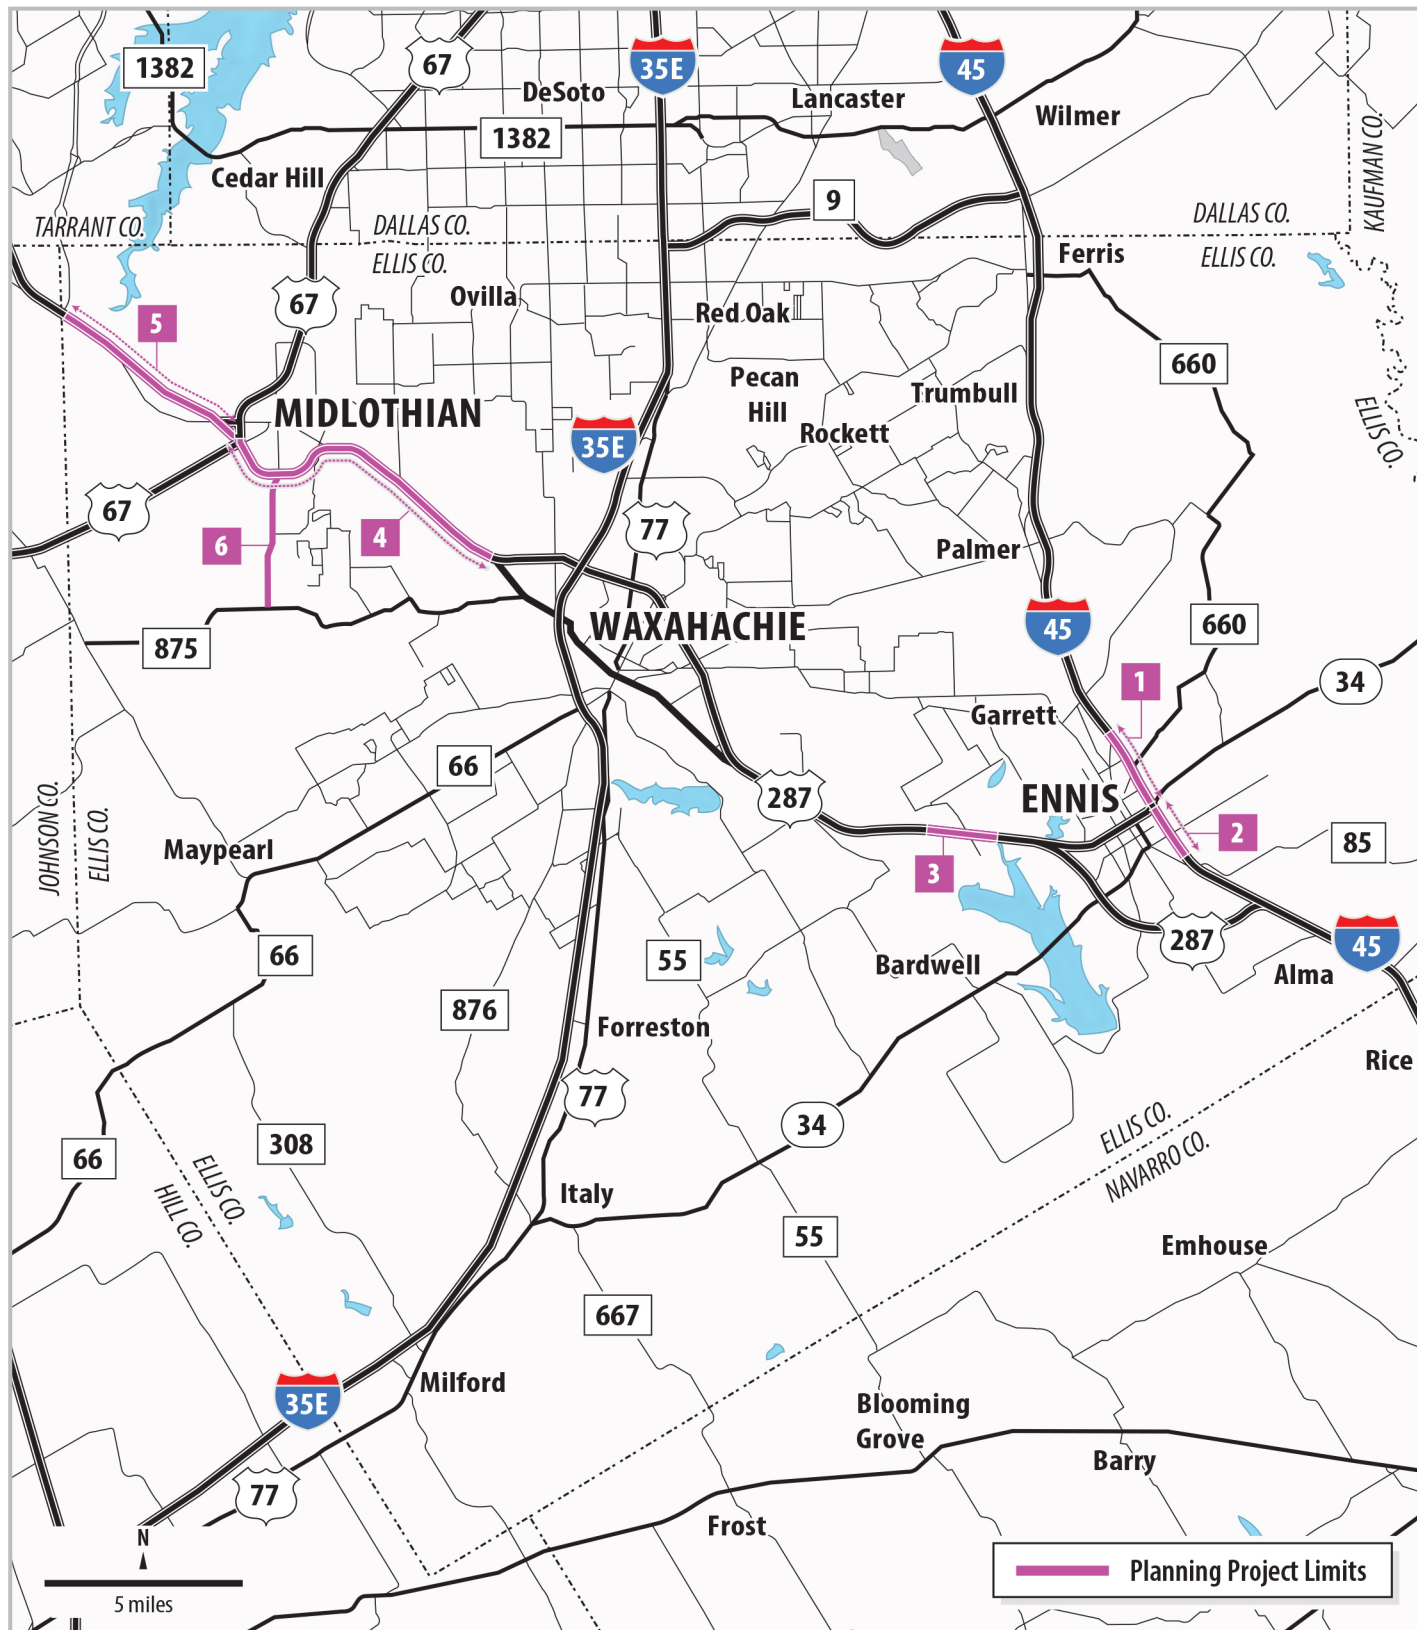 1382
67
35E
45
DeSoto
Lancaster
Wilmer
1382
Cedar Hill
KAUFMAN CO.
9
TARRANT CO.
DALLAS CO.
DALLAS CO.
ELLIS CO.
ELLIS CO.
Ferris
67
Ovilla
Red Oak
5
660
Pecan
Hill
Trumbull
MIDLOTHIAN
Rockett
ELLIS CO.
35E
67
77
6
4
Palmer
WAXAHACHIE
45
660
875
34
1
Garrett
66
287
ENNIS
JOHNSON CO.
ELLIS CO.
Maypearl
3
2
85
66
55
287
45
Bardwell
Alma
876
Forreston
Rice
77
34
ELLIS CO.
NAVARRO CO.
308
66
ELLIS CO.
HILL CO.
Italy
55
Emhouse
667
35E
Milford
Blooming
Grove
Barry
77
Frost
N
5 miles
Planning Project Limits